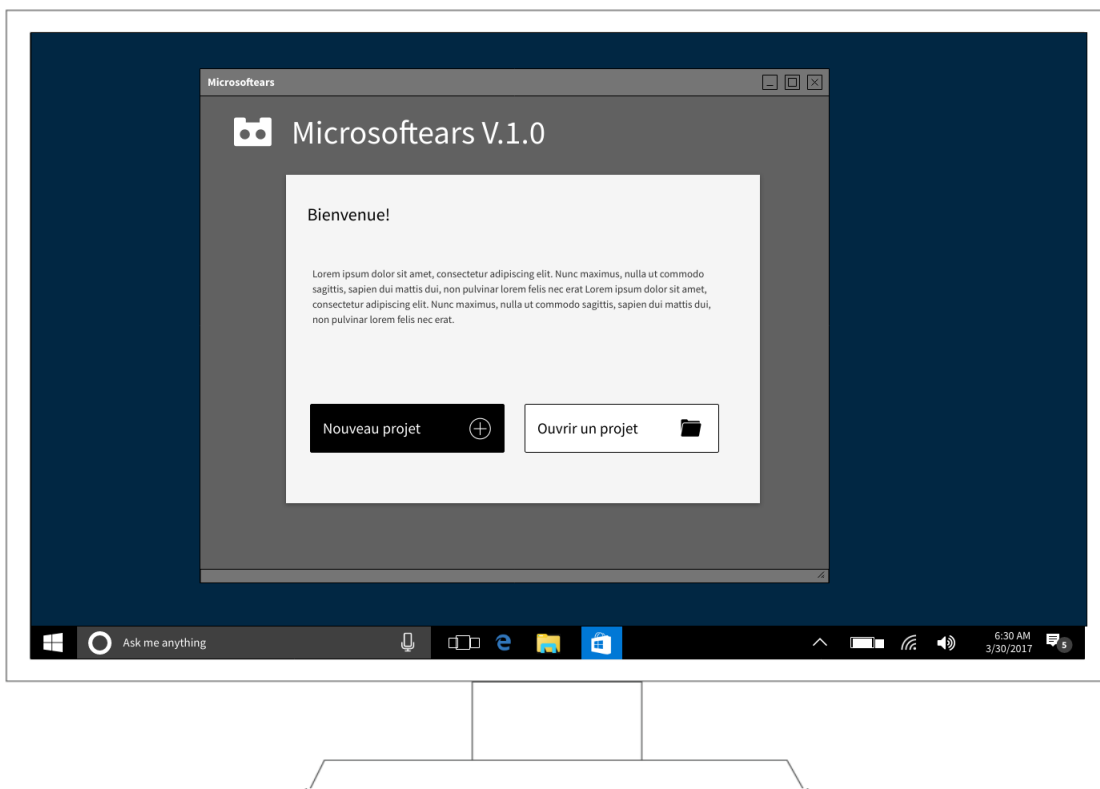 Microsoftears
Microsoftears V.1.0
Bienvenue!
Lorem ipsum dolor sit amet, consectetur adipiscing elit. Nunc maximus, nulla ut commodo
sagittis, sapien dui mattis dui, non pulvinar lorem felis nec erat Lorem ipsum dolor sit amet,
consectetur adipiscing elit. Nunc maximus, nulla ut commodo sagittis, sapien dui mattis dui,
non pulvinar lorem felis nec erat.
Nouveau projet
Ouvrir un projet
Ask me anything
6:30 AM
3/30/2017
5